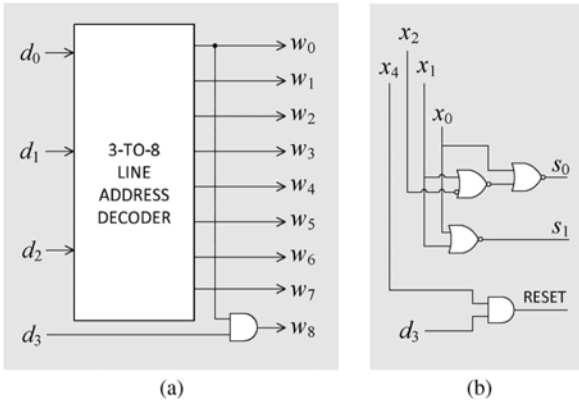 d₀
d₁
d₂
d₃
3-TO-8
LINE
ADDRESS
DECODER
w₀
w₁
w₂
w₃
w₄
w₅
w₆
w₇
w₈
(a)
x₂
x₄ x₁
x₀
s₀
s₁
RESET
d₃
(b)